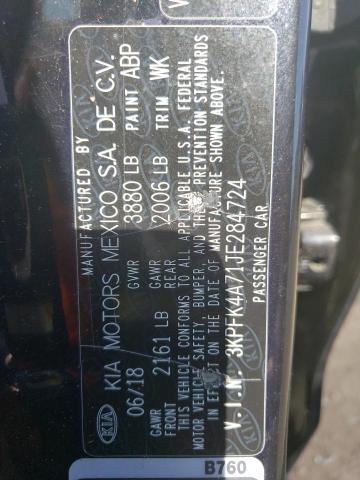 MANUFACTURED BY
KIA KIA MOTORS MEXICO S.A. DE C.V.
06/18 GVWR 3880 LB PAINT ABP
GAWR FRONT 2161 LB GAWR REAR 2006 LB TRIM WK
THIS VEHICLE CONFORMS TO ALL APPLICABLE U.S.A. FEDERAL
MOTOR VEHICLE SAFETY, BUMPER, AND THEFT PREVENTION STANDARDS
IN EFFECT ON THE DATE OF MANUFACTURE SHOWN ABOVE.
V.I.N. 3KPFK4A71JE284724
PASSENGER CAR
B760
V